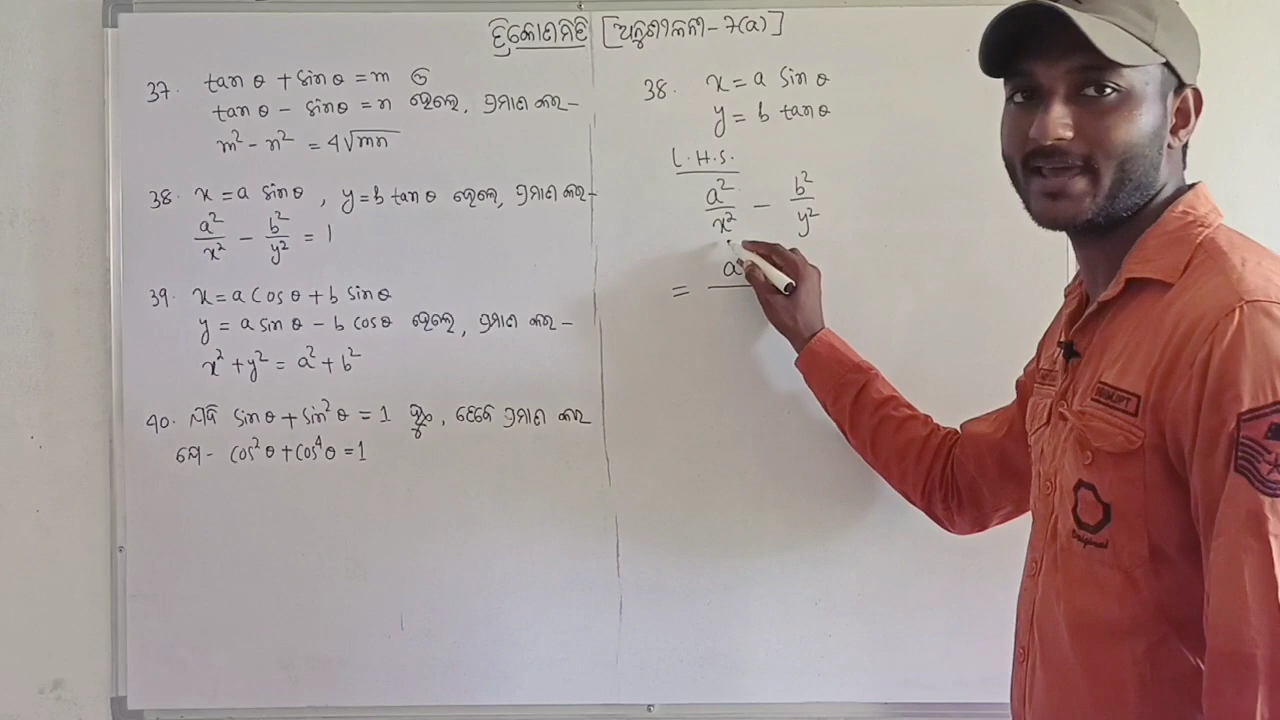 ତ୍ରିକୋଣମିତି [ଅନୁଶୀଳନୀ - 7(a)]
37. tan θ + sin θ = m ଓ
tan θ - sin θ = n ହେଲେ, ପ୍ରମାଣ କର -
m² - n² = 4√mn
38. x = a sin θ , y = b tan θ ହେଲେ, ପ୍ରମାଣ କର -
a²/x² - b²/y² = 1
39. x = a cos θ + b sin θ
y = a sin θ - b cos θ ହେଲେ, ପ୍ରମାଣ କର -
x² + y² = a² + b²
40. ଯଦି sin θ + sin² θ = 1 ହୁଏ, ତେବେ ପ୍ରମାଣ କର
ଯେ - cos² θ + cos⁴ θ = 1
38. x = a sin θ
y = b tan θ
L.H.S.
a²/x² - b²/y²
= a
Original